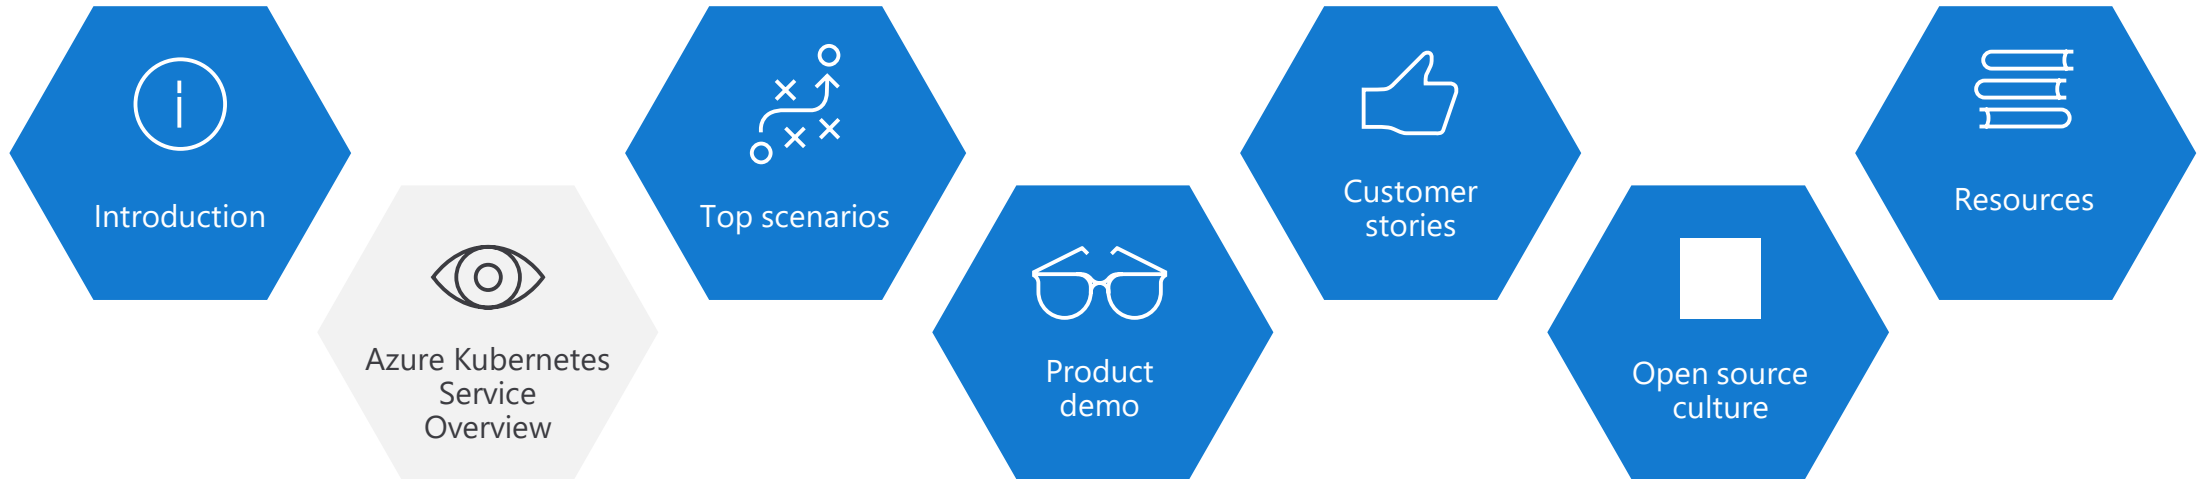 Introduction
Azure Kubernetes
Service
Overview
Top scenarios
Product
demo
Customer
stories
Open source
culture
Resources